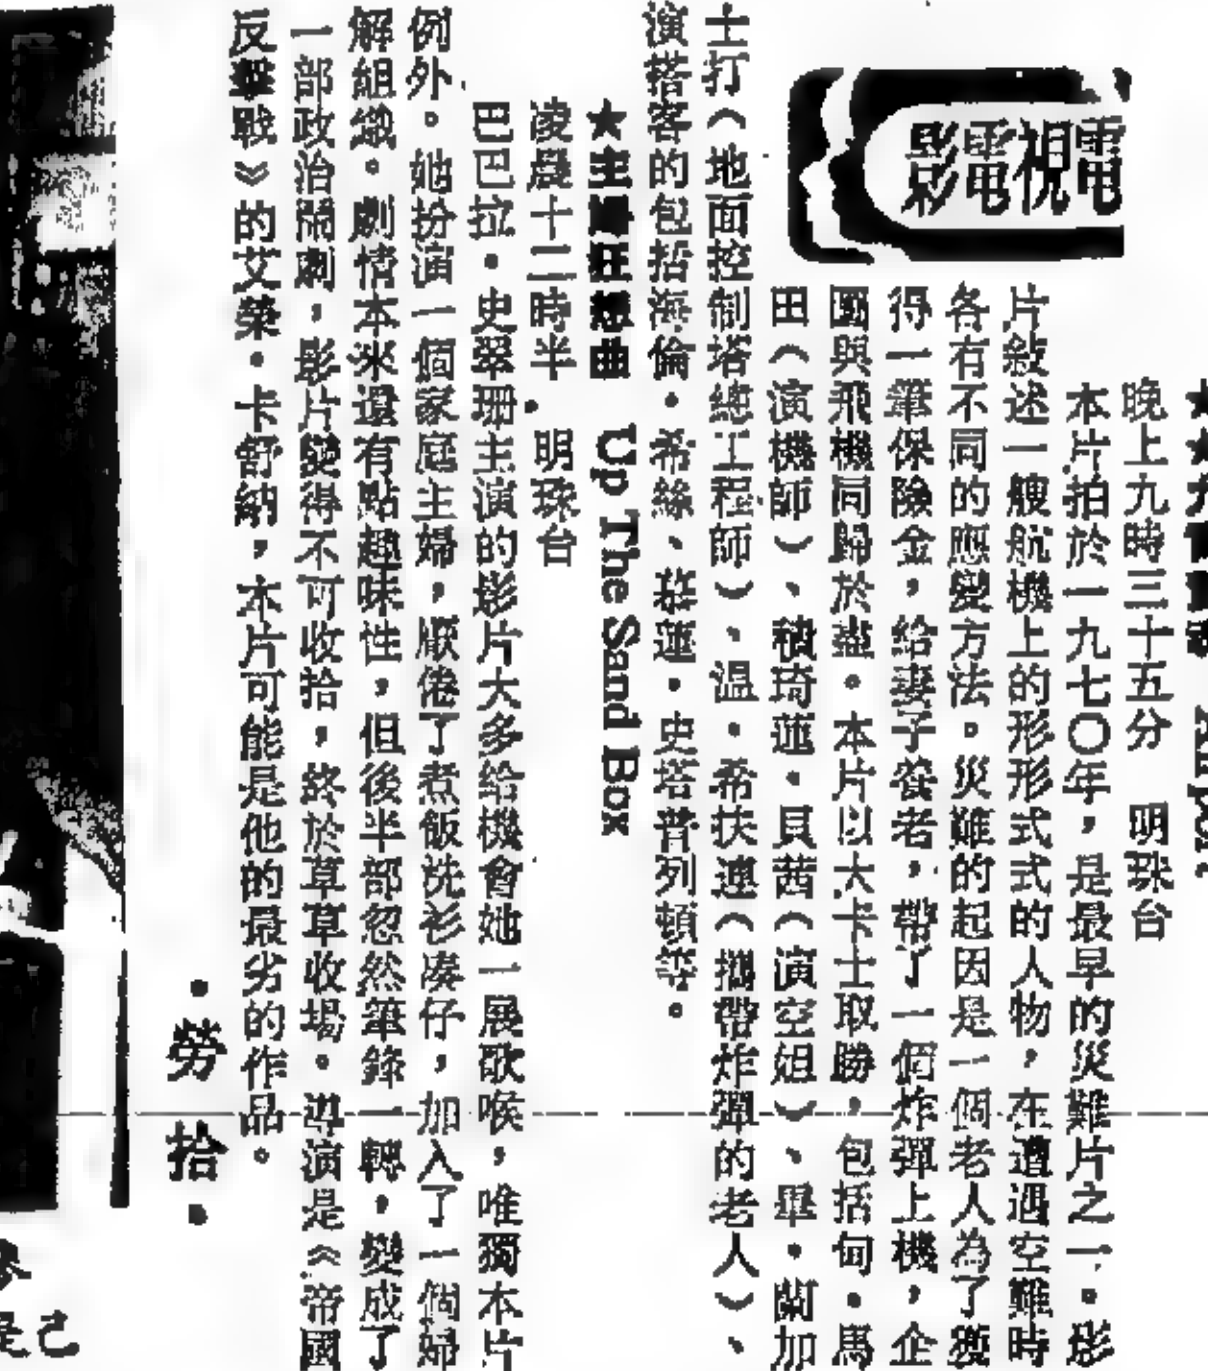 電視電影
晚上九時三十五分　明珠台
本片拍於一九七〇年，是最早的災難片之一。影
片敍述一艘航機上的形形式式的人物，在遭遇空難時
各有不同的應變方法。災難的起因是一個老人為了獲
得一筆保險金，給妻子養老，帶了一個炸彈上機，企
圖與飛機同歸於盡。本片以大卡士取勝，包括甸・馬
田（演機師）、積琦蓮・貝茜（演空姐）、畢・蘭加
士打（地面控制塔總工程師）、温・希扶連（攜帶炸彈的老人）、
演搭客的包括海倫・希絲、慕蓮・史塔普列頓等。
★主婦狂想曲　Up The Sand Box
凌晨十二時半．明珠台
巴巴拉・史翠珊主演的影片大多給機會她一展歌喉，唯獨本片
例外。她扮演一個家庭主婦，厭倦了煮飯洗衫凑仔，加入了一個婦
解組織。劇情本來還有點趣味性，但後半部忽然筆鋒一轉，變成了
一部政治鬧劇，影片變得不可收拾，終於草草收場。導演是《帝國
反擊戰》的艾榮・卡舒納，本片可能是他的最劣的作品。
・勞拾・